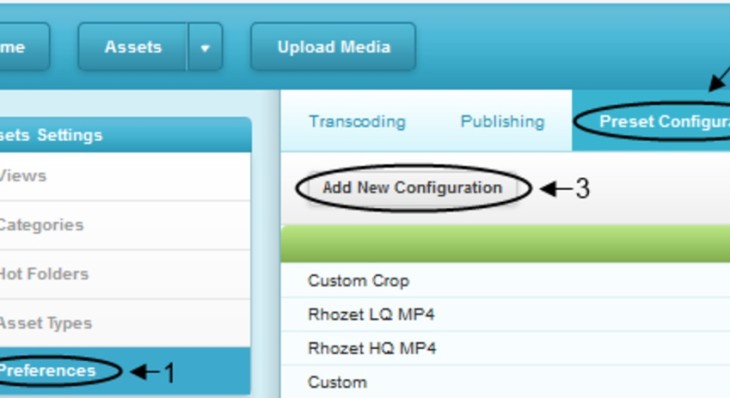 me Assets Upload Media
sets Settings
Views
Categories
Hot Folders
Asset Types
Preferences 1
Transcoding Publishing Preset Configura
Add New Configuration 3
Custom Crop
Rhozet LQ MP4
Rhozet HQ MP4
Custom